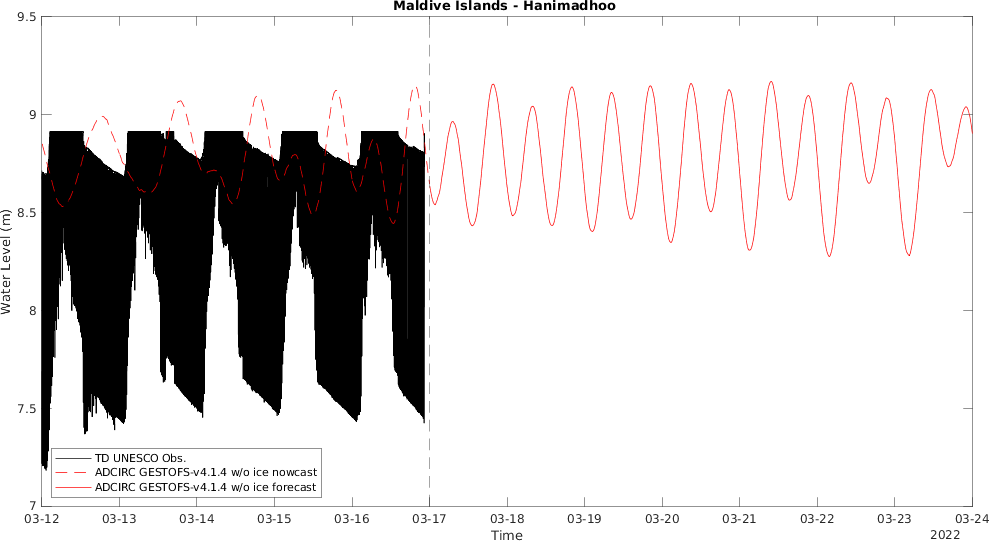 Maldive Islands - Hanimadhoo
9.5
9
8.5
8
7.5
7
Water Level (m)
TD UNESCO Obs.
ADCIRC GESTOFS-v4.1.4 w/o ice nowcast
ADCIRC GESTOFS-v4.1.4 w/o ice forecast
03-12 03-13 03-14 03-15 03-16 03-17 03-18 03-19 03-20 03-21 03-22 03-23 03-24
Time
2022